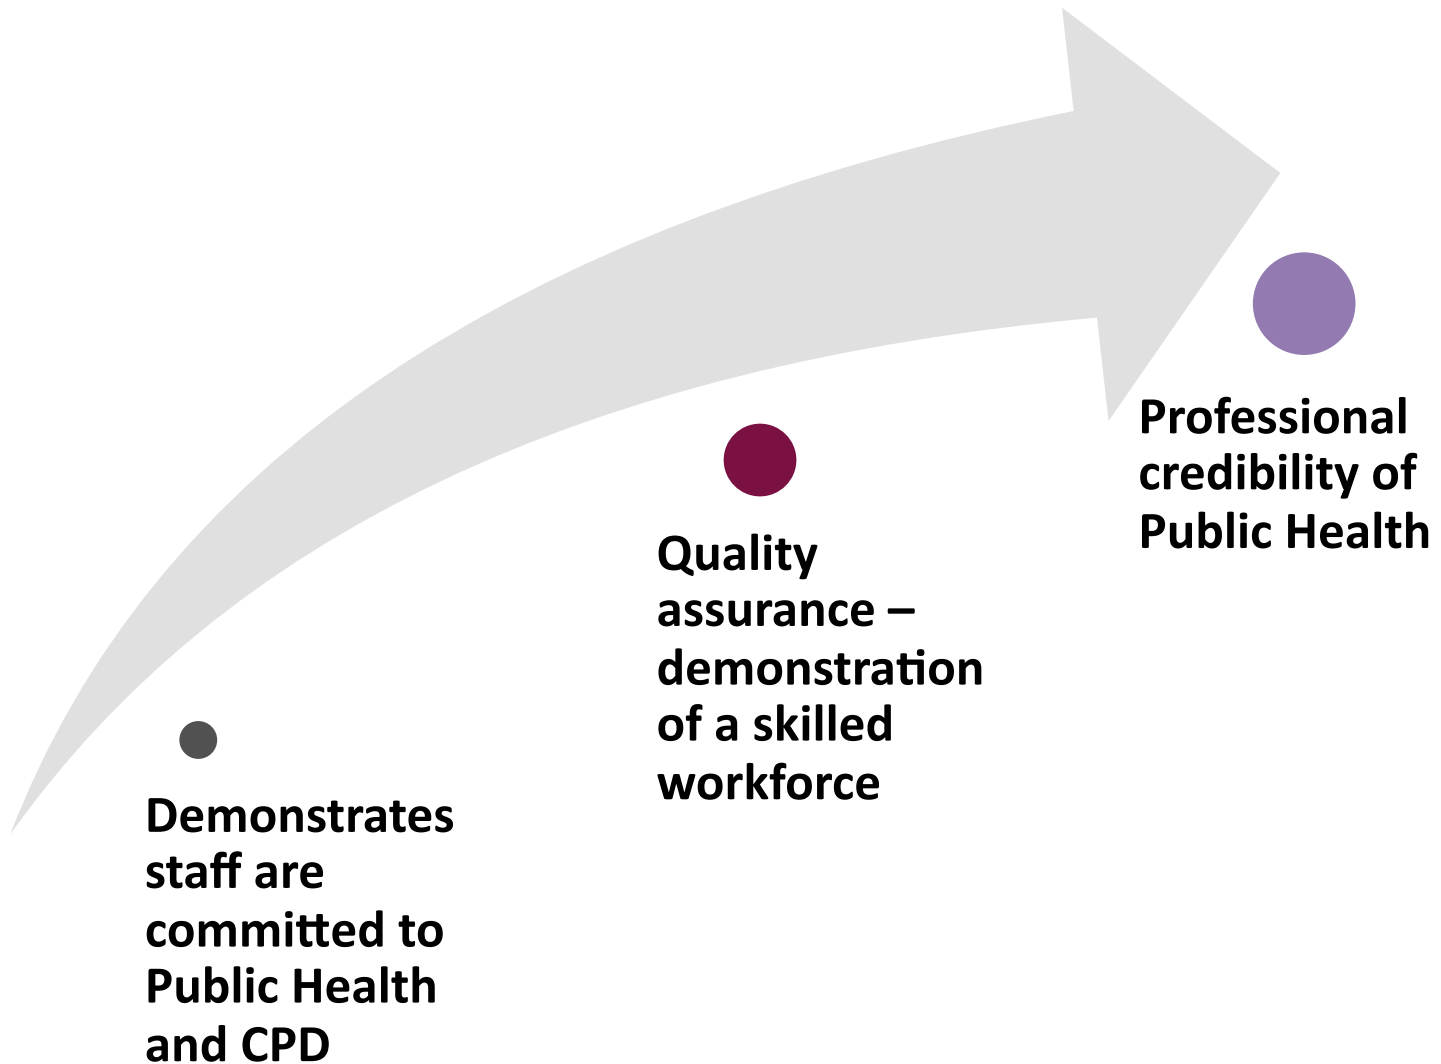 Demonstrates
staff are
committed to
Public Health
and CPD
Quality
assurance –
demonstration
of a skilled
workforce
Professional
credibility of
Public Health